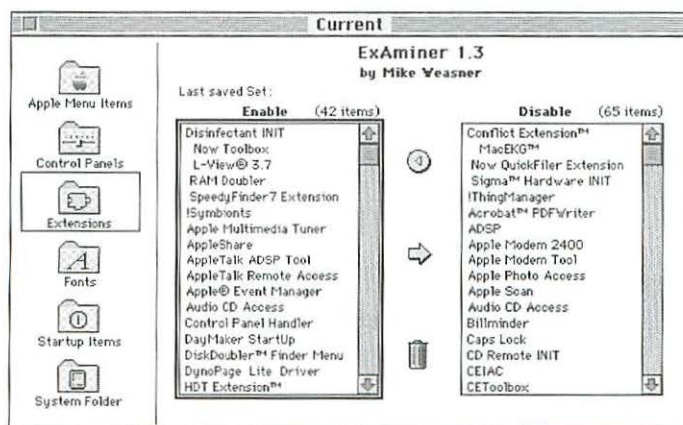 Current
ExAminer 1.3
by Mike Weasner
Last saved Set:
Apple Menu Items
Control Panels
Extensions
Fonts
Startup Items
System Folder
Enable (42 items)
Disinfectant INIT
Now Toolbox
L-View® 3.7
RAM Doubler
SpeedyFinder7 Extension
!Symbionts
Apple Multimedia Tuner
AppleShare
AppleTalk ADSP Tool
AppleTalk Remote Access
Apple® Event Manager
Audio CD Access
Control Panel Handler
DayMaker StartUp
DiskDoubler™ Finder Menu
DynoPage Lite Driver
HDT Extension™
Disable (65 items)
Conflict Extension™
MacEKG™
Now QuickFiler Extension
Sigma™ Hardware INIT
!ThingManager
Acrobat™ PDFWriter
ADSP
Apple Modem 2400
Apple Modem Tool
Apple Photo Access
Apple Scan
Audio CD Access
Billminder
Caps Lock
CD Remote INIT
CEIAC
CEToolbox